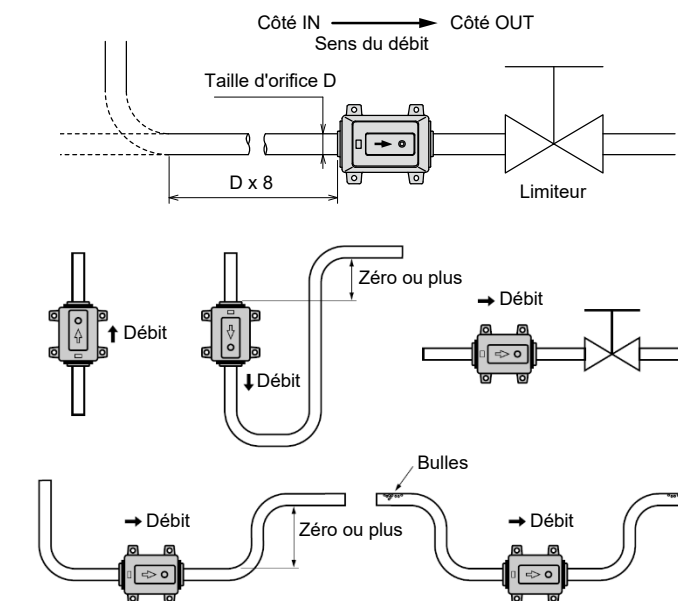 Côté IN Côté OUT
Sens du débit
Taille d'orifice D
D x 8
Limiteur
Zéro ou plus
Débit
Débit
Débit
Bulles
Débit
Zéro ou plus
Débit